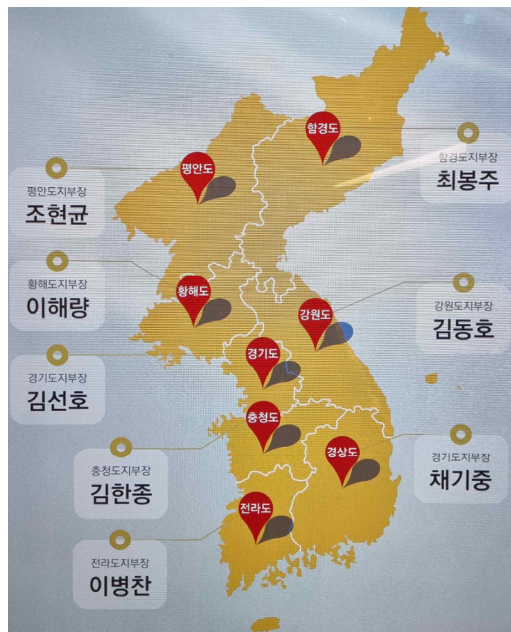 함경도
함경도지부장
최봉주
평안도
평안도지부장
조현균
황해도
황해도지부장
이해량
강원도
강원도지부장
김동호
경기도
경기도지부장
김선호
충청도
충청도지부장
김한종
경상도
경기도지부장
채기중
전라도
전라도지부장
이병찬